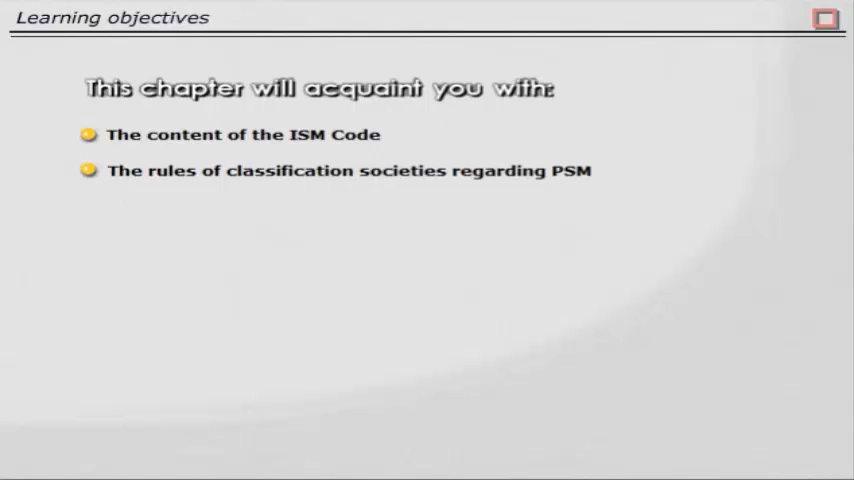 Learning objectives
This chapter will acquaint you with:
The content of the ISM Code
The rules of classification societies regarding PSM